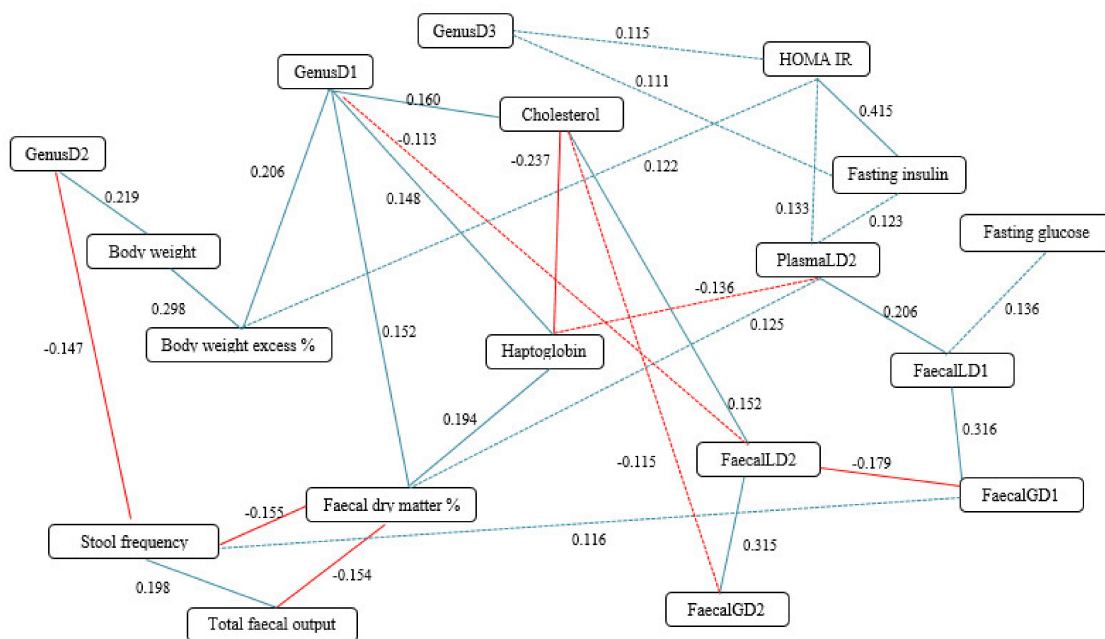 GenusD3
0.115
HOMA IR
GenusD1
0.111
0.160
Cholesterol
0.415
-0.113
GenusD2
-0.237
0.206
0.122
Fasting insulin
0.219
0.148
0.133
0.123
Fasting glucose
Body weight
PlasmaLD2
-0.136
0.298
0.206
0.136
-0.147
Body weight excess %
0.152
Haptoglobin
0.125
FaecalLD1
0.194
0.152
0.316
-0.115
FaecalLD2
-0.179
Faecal dry matter %
FaecalGD1
-0.155
Stool frequency
0.116
0.315
0.198
-0.154
FaecalGD2
Total faecal output